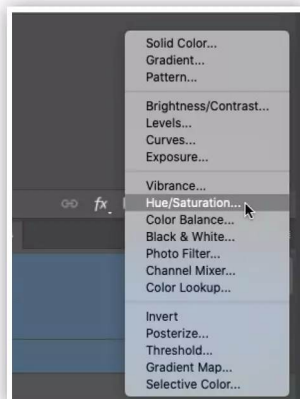 Solid Color...
Gradient...
Pattern...
Brightness/Contrast...
Levels...
Curves...
Exposure...
Vibrance...
fx
Hue/Saturation...
Color Balance...
Black & White...
Photo Filter...
Channel Mixer...
Color Lookup...
Invert
Posterize...
Threshold...
Gradient Map...
Selective Color...